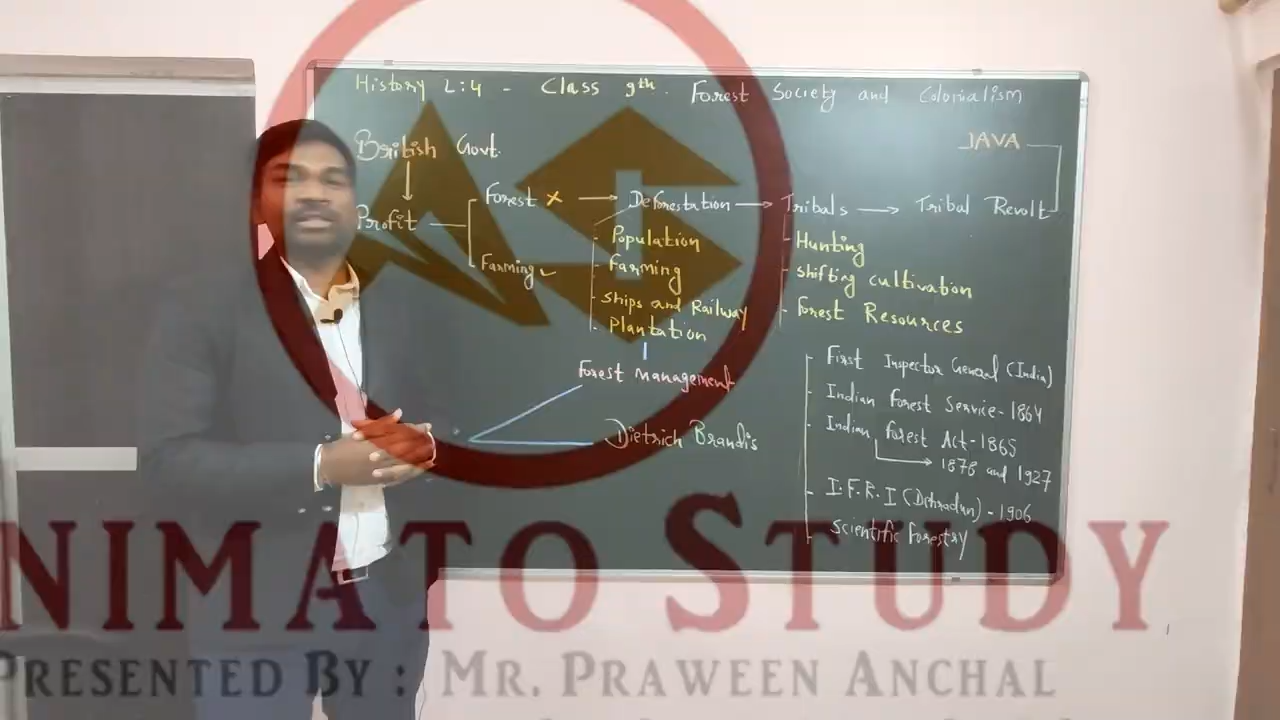 History L:4 - Class 9th. Forest Society and Colonialism
JAVA
British Govt.
Profit
Forest x
Farming
Deforestation
Population
Farming
Ships and Railway
Plantation
Tribals
Tribal Revolt
Hunting
Shifting cultivation
Forest Resources
Forest management
Dietrich Brandis
First Inspector General (India)
Indian Forest Service - 1864
Indian Forest Act - 1865
1878 and 1927
I.F.R.I (Dehradun) - 1906
Scientific Forestry
AS
NIMATO STUDY
PRESENTED BY : MR. PRAWEEN ANCHAL